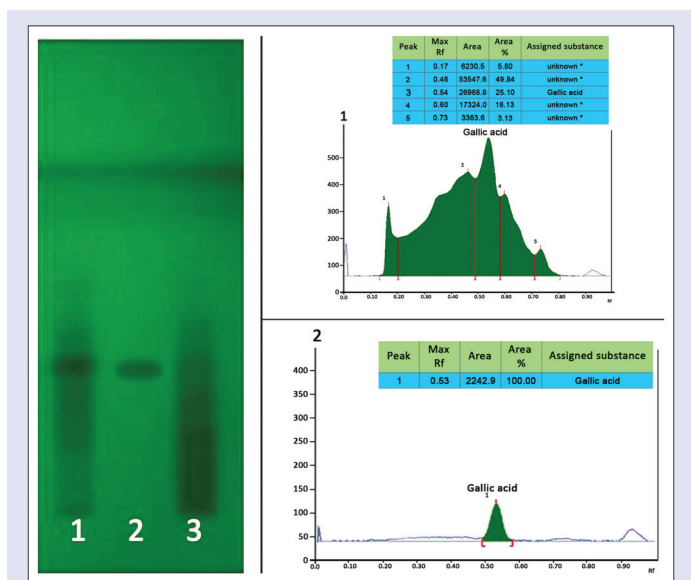 1 2 3
Peak Max Rf Area Area % Assigned substance
1 0.17 6230.5 5.80 unknown *
2 0.46 53547.6 49.84 unknown *
3 0.54 26968.8 25.10 Gallic acid
4 0.60 17324.0 16.13 unknown *
5 0.73 3363.6 3.13 unknown *
1
Gallic acid
1
2
4
5
500
400
300
200
100
0
0.0 0.10 0.20 0.30 0.40 0.50 0.60 0.70 0.80 0.90 Rf
2
Peak Max Rf Area Area % Assigned substance
1 0.53 2242.9 100.00 Gallic acid
Gallic acid
1
400
350
300
250
200
150
100
50
0
0.0 0.10 0.20 0.30 0.40 0.50 0.60 0.70 0.80 0.90 Rf